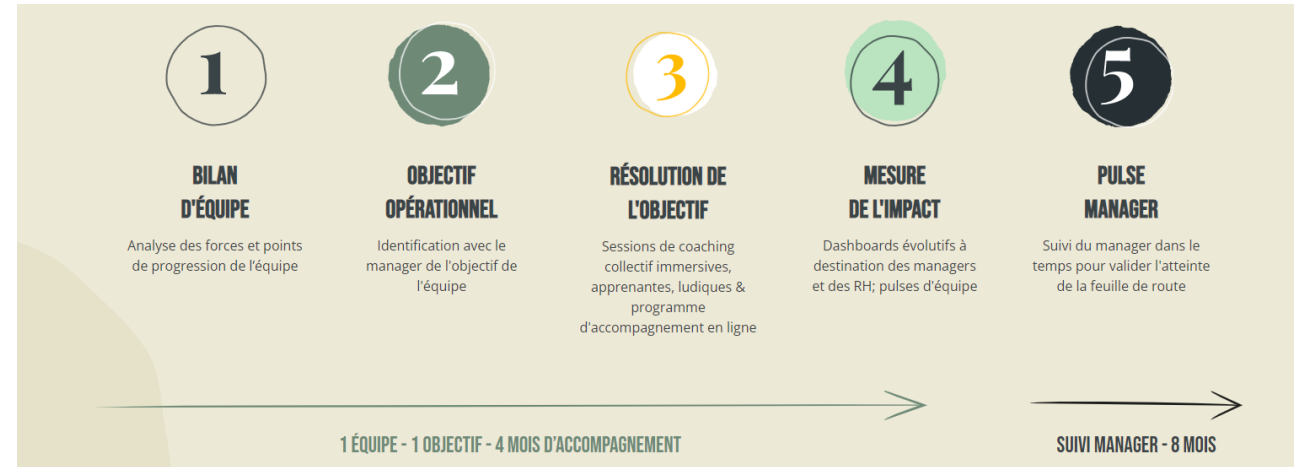 1
BILAN
D'ÉQUIPE
Analyse des forces et points
de progression de l'équipe
2
OBJECTIF
OPÉRATIONNEL
Identification avec le
manager de l'objectif de
l'équipe
3
RÉSOLUTION DE
L'OBJECTIF
Sessions de coaching
collectif immersives,
apprenantes, ludiques &
programme
d'accompagnement en ligne
4
MESURE
DE L'IMPACT
Dashboards évolutifs à
destination des managers
et des RH; pulses d'équipe
5
PULSE
MANAGER
Suivi du manager dans le
temps pour valider l'atteinte
de la feuille de route
1 ÉQUIPE - 1 OBJECTIF - 4 MOIS D'ACCOMPAGNEMENT
SUIVI MANAGER - 8 MOIS